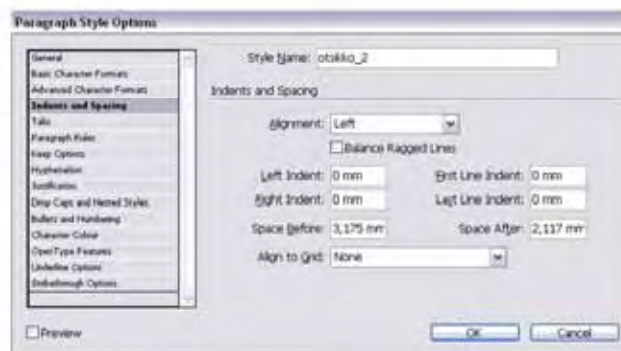 Paragraph Style Options
General
Basic Character Formats
Advanced Character Formats
Indents and Spacing
Tabs
Paragraph Rules
Keep Options
Hyphenation
Justification
Drop Caps and Nested Styles
Bullets and Numbering
Character Colour
OpenType Features
Underline Options
Strikethrough Options
Preview
Style Name: otsikko_2
Indents and Spacing
Alignment: Left
Balance Ragged Lines
Left Indent: 0 mm First Line Indent: 0 mm
Right Indent: 0 mm Last Line Indent: 0 mm
Space Before: 3,175 mm Space After: 2,117 mm
Align to Grid: None
OK Cancel